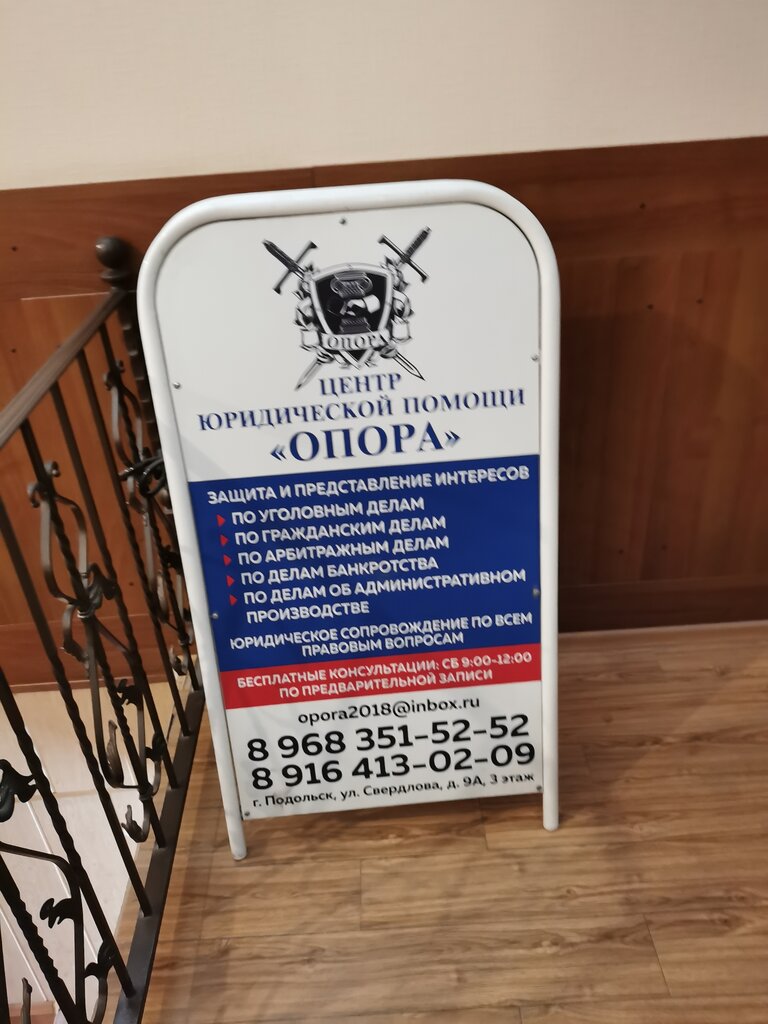 ОПОРА
ЦЕНТР
ЮРИДИЧЕСКОЙ ПОМОЩИ
«ОПОРА»
ЗАЩИТА И ПРЕДСТАВЛЕНИЕ ИНТЕРЕСОВ
ПО УГОЛОВНЫМ ДЕЛАМ
ПО ГРАЖДАНСКИМ ДЕЛАМ
ПО АРБИТРАЖНЫМ ДЕЛАМ
ПО ДЕЛАМ БАНКРОТСТВА
ПО ДЕЛАМ ОБ АДМИНИСТРАТИВНОМ
ПРОИЗВОДСТВЕ
ЮРИДИЧЕСКОЕ СОПРОВОЖДЕНИЕ ПО ВСЕМ
ПРАВОВЫМ ВОПРОСАМ
БЕСПЛАТНЫЕ КОНСУЛЬТАЦИИ: СБ 9:00-12:00
ПО ПРЕДВАРИТЕЛЬНОЙ ЗАПИСИ
opora2018@inbox.ru
8 968 351-52-52
8 916 413-02-09
г. Подольск, ул. Свердлова, д. 9А, 3 этаж